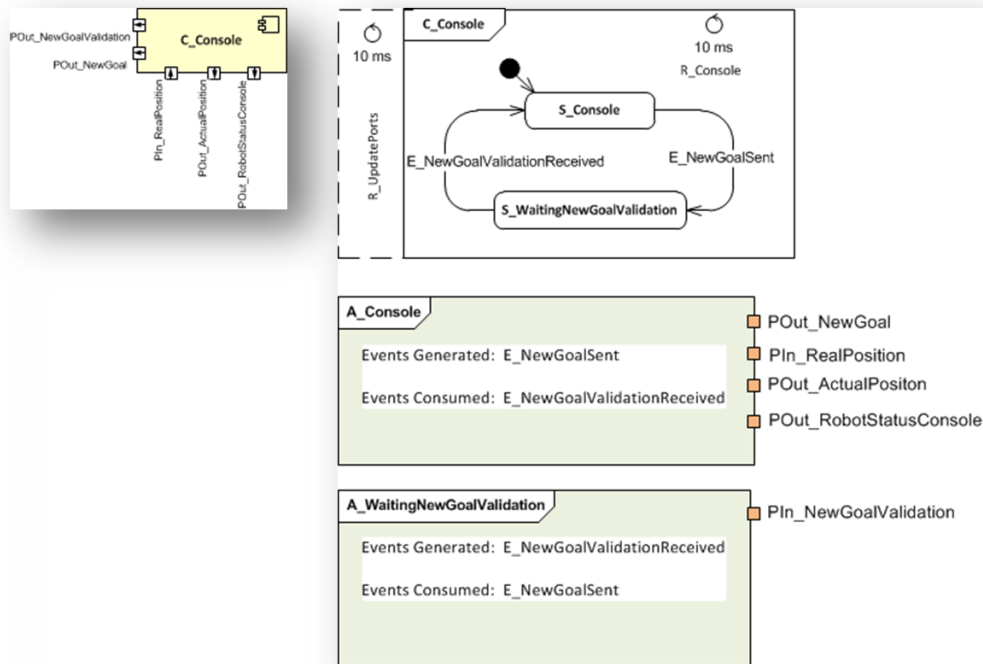 POut_NewGoalValidation
POut_NewGoal
C_Console
PIn_RealPosition
POut_ActualPosition
POut_RobotStatusConsole
10 ms
R_UpdatePorts
C_Console
10 ms
R_Console
S_Console
E_NewGoalValidationReceived
E_NewGoalSent
S_WaitingNewGoalValidation
A_Console
Events Generated: E_NewGoalSent
Events Consumed: E_NewGoalValidationReceived
POut_NewGoal
PIn_RealPosition
POut_ActualPositon
POut_RobotStatusConsole
A_WaitingNewGoalValidation
Events Generated: E_NewGoalValidationReceived
Events Consumed: E_NewGoalSent
PIn_NewGoalValidation